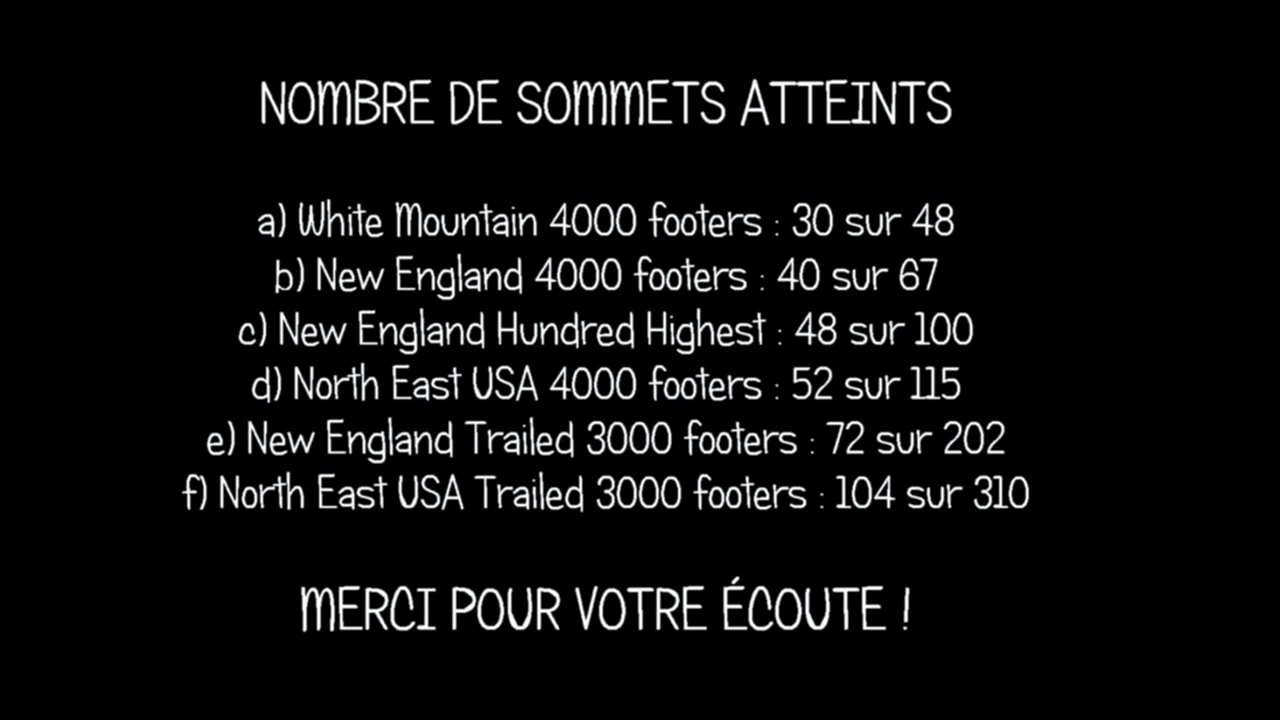 NOMBRE DE SOMMETS ATTEINTS
a) White Mountain 4000 footers : 30 sur 48
b) New England 4000 footers : 40 sur 67
c) New England Hundred Highest : 48 sur 100
d) North East USA 4000 footers : 52 sur 115
e) New England Trailed 3000 footers : 72 sur 202
f) North East USA Trailed 3000 footers : 104 sur 310
MERCI POUR VOTRE ÉCOUTE !